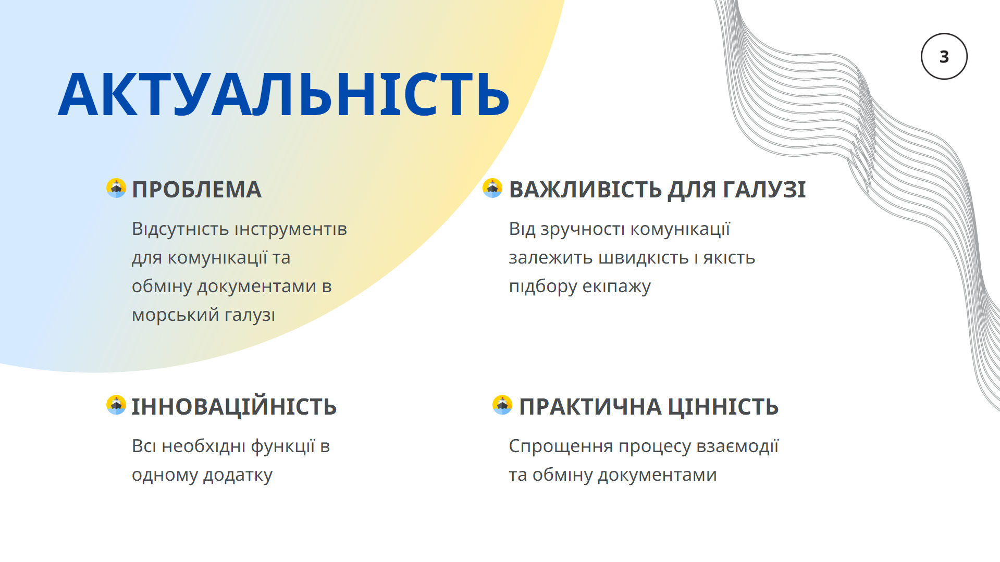 3
АКТУАЛЬНІСТЬ
ПРОБЛЕМА
Відсутність інструментів
для комунікації та
обміну документами в
морський галузі
ВАЖЛИВІСТЬ ДЛЯ ГАЛУЗІ
Від зручності комунікації
залежить швидкість і якість
підбору екіпажу
ІННОВАЦІЙНІСТЬ
Всі необхідні функції в
одному додатку
ПРАКТИЧНА ЦІННІСТЬ
Спрощення процесу взаємодії
та обміну документами